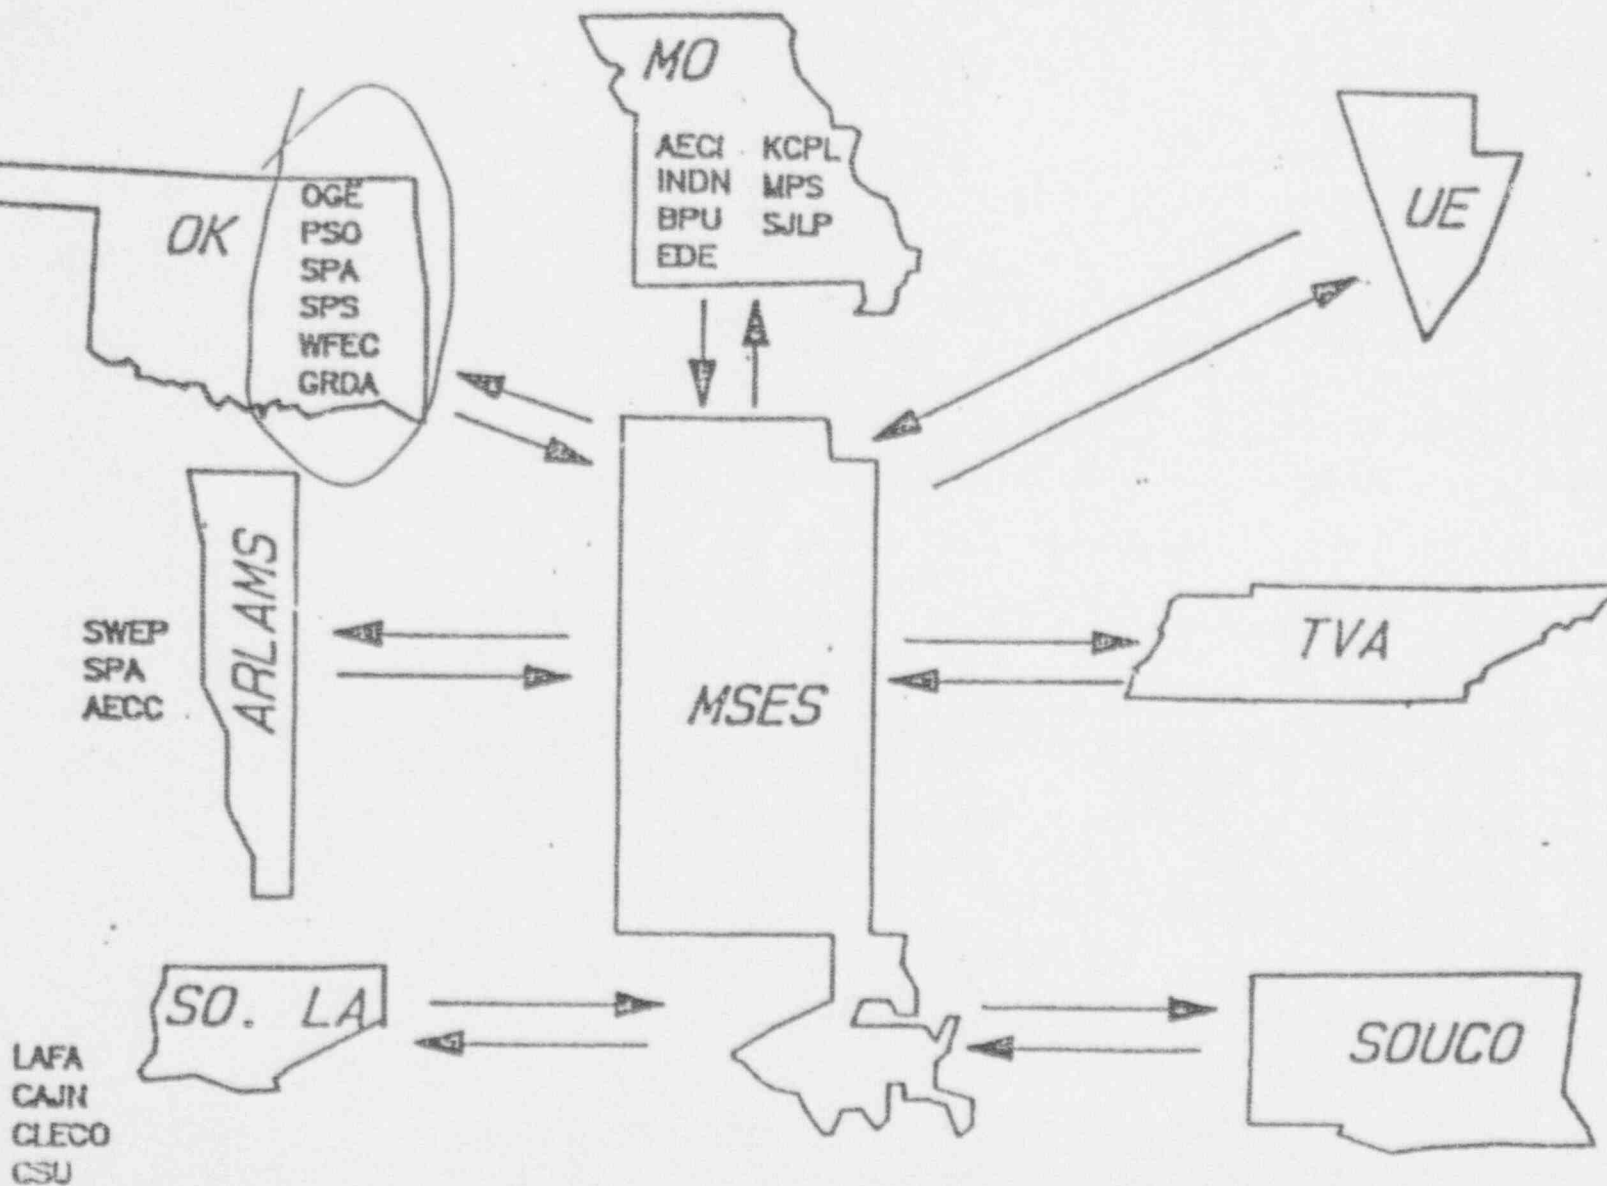 MO
AECI KCPL
INDN MPS
BPU SJLP
EDE
UE
OK
OGE
PSO
SPA
SPS
WFEC
GRDA
ARLAMS
SWEP
SPA
AECC
MSES
TVA
SO. LA
LAFA
CAJN
CLECO
SOUCO